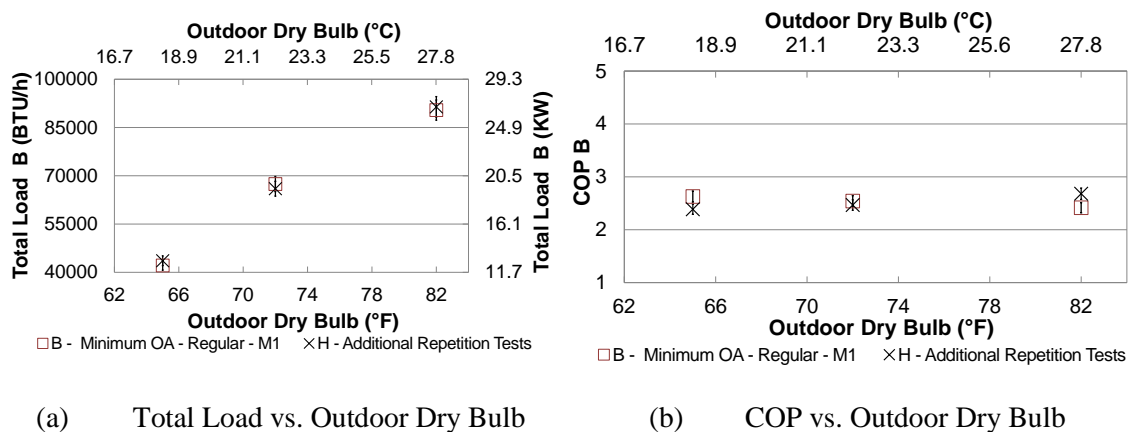 Outdoor Dry Bulb (°C)
16.7 18.9 21.1 22.2 23.3 25.5 27.8
100000
85000
70000
55000
40000
Total Load B (BTU/h)
29.3
24.9
20.5
16.1
11.7
Total Load B (KW)
62 66 70 74 78 82
Outdoor Dry Bulb (°F)
B - Minimum OA - Regular - M1 H - Additional Repetition Tests
(a) Total Load vs. Outdoor Dry Bulb
Outdoor Dry Bulb (°C)
16.7 18.9 21.1 22.2 23.3 25.6 27.8
5
4
3
2
1
COP B
62 66 70 74 78 82
Outdoor Dry Bulb (°F)
B - Minimum OA - Regular - M1 H - Additional Repetition Tests
(b) COP vs. Outdoor Dry Bulb